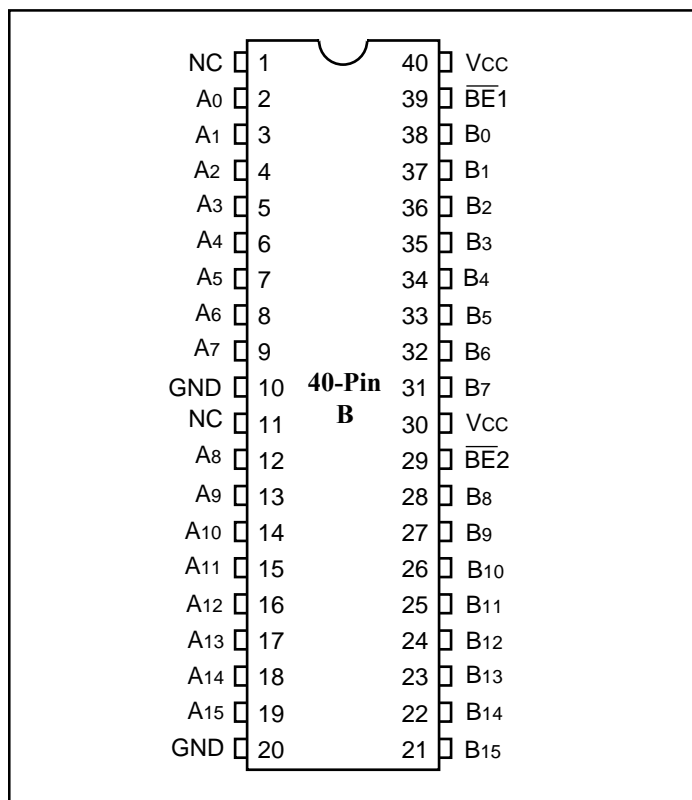 NC 1 40 VCC
A0 2 39 B̅E̅1
A1 3 38 B0
A2 4 37 B1
A3 5 36 B2
A4 6 35 B3
A5 7 34 B4
A6 8 33 B5
A7 9 32 B6
GND 10 40-Pin 31 B7
NC 11 B 30 VCC
A8 12 29 B̅E̅2
A9 13 28 B8
A10 14 27 B9
A11 15 26 B10
A12 16 25 B11
A13 17 24 B12
A14 18 23 B13
A15 19 22 B14
GND 20 21 B15